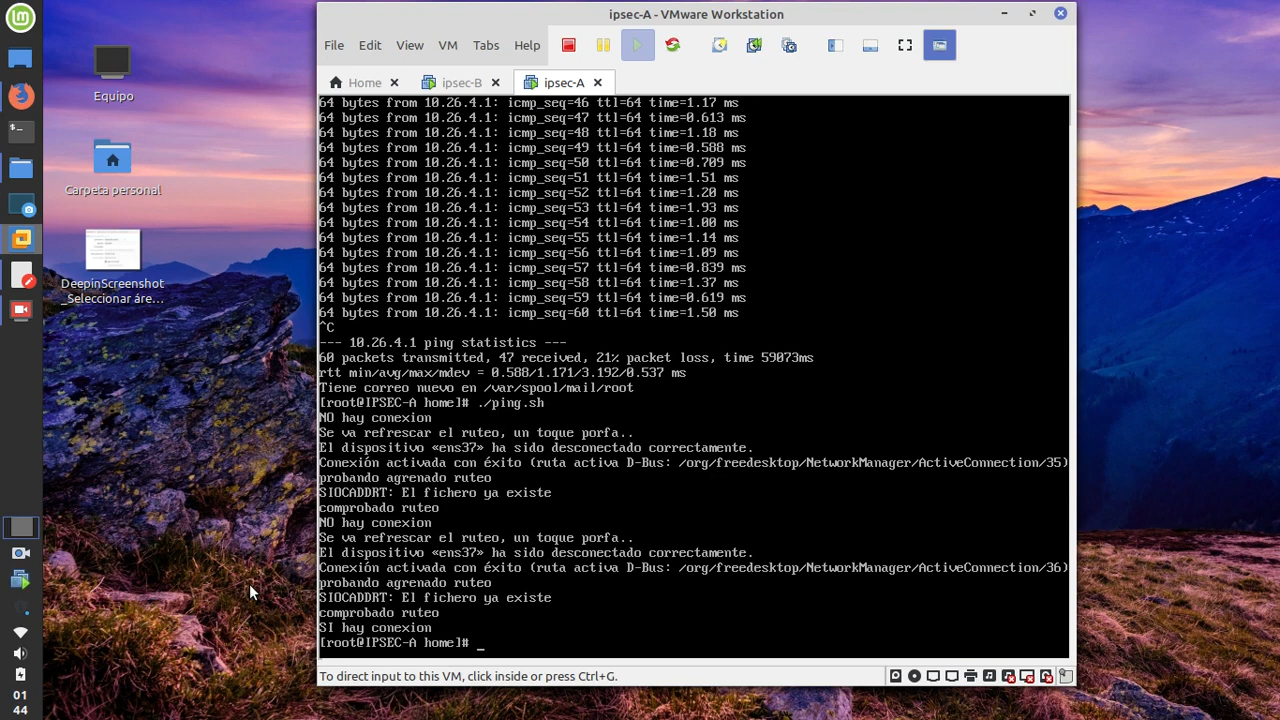 ipsec-A - VMware Workstation
File Edit View VM Tabs Help
Home ipsec-B ipsec-A
64 bytes from 10.26.4.1: icmp_seq=46 ttl=64 time=1.17 ms
64 bytes from 10.26.4.1: icmp_seq=47 ttl=64 time=0.613 ms
64 bytes from 10.26.4.1: icmp_seq=48 ttl=64 time=1.18 ms
64 bytes from 10.26.4.1: icmp_seq=49 ttl=64 time=0.588 ms
64 bytes from 10.26.4.1: icmp_seq=50 ttl=64 time=0.709 ms
64 bytes from 10.26.4.1: icmp_seq=51 ttl=64 time=1.51 ms
64 bytes from 10.26.4.1: icmp_seq=52 ttl=64 time=1.20 ms
64 bytes from 10.26.4.1: icmp_seq=53 ttl=64 time=1.93 ms
64 bytes from 10.26.4.1: icmp_seq=54 ttl=64 time=1.00 ms
64 bytes from 10.26.4.1: icmp_seq=55 ttl=64 time=1.14 ms
64 bytes from 10.26.4.1: icmp_seq=56 ttl=64 time=1.09 ms
64 bytes from 10.26.4.1: icmp_seq=57 ttl=64 time=0.839 ms
64 bytes from 10.26.4.1: icmp_seq=58 ttl=64 time=1.37 ms
64 bytes from 10.26.4.1: icmp_seq=59 ttl=64 time=0.619 ms
64 bytes from 10.26.4.1: icmp_seq=60 ttl=64 time=1.50 ms
^C
--- 10.26.4.1 ping statistics ---
60 packets transmitted, 47 received, 21% packet loss, time 59073ms
rtt min/avg/max/mdev = 0.588/1.171/3.192/0.537 ms
Tiene correo nuevo en /var/spool/mail/root
[root@IPSEC-A home]# ./ping.sh
NO hay conexion
Se va refrescar el ruteo, un toque porfa..
El dispositivo «ens37» ha sido desconectado correctamente.
Conexión activada con éxito (ruta activa D-Bus: /org/freedesktop/NetworkManager/ActiveConnection/35)
probando agrenado ruteo
SIOCADDRT: El fichero ya existe
comprobado ruteo
NO hay conexion
Se va refrescar el ruteo, un toque porfa..
El dispositivo «ens37» ha sido desconectado correctamente.
Conexión activada con éxito (ruta activa D-Bus: /org/freedesktop/NetworkManager/ActiveConnection/36)
probando agrenado ruteo
SIOCADDRT: El fichero ya existe
comprobado ruteo
SI hay conexion
[root@IPSEC-A home]# _
To direct input to this VM, click inside or press Ctrl+G.
Equipo
Carpeta personal
DeepinScreenshot
_Seleccionar áre...
01
44